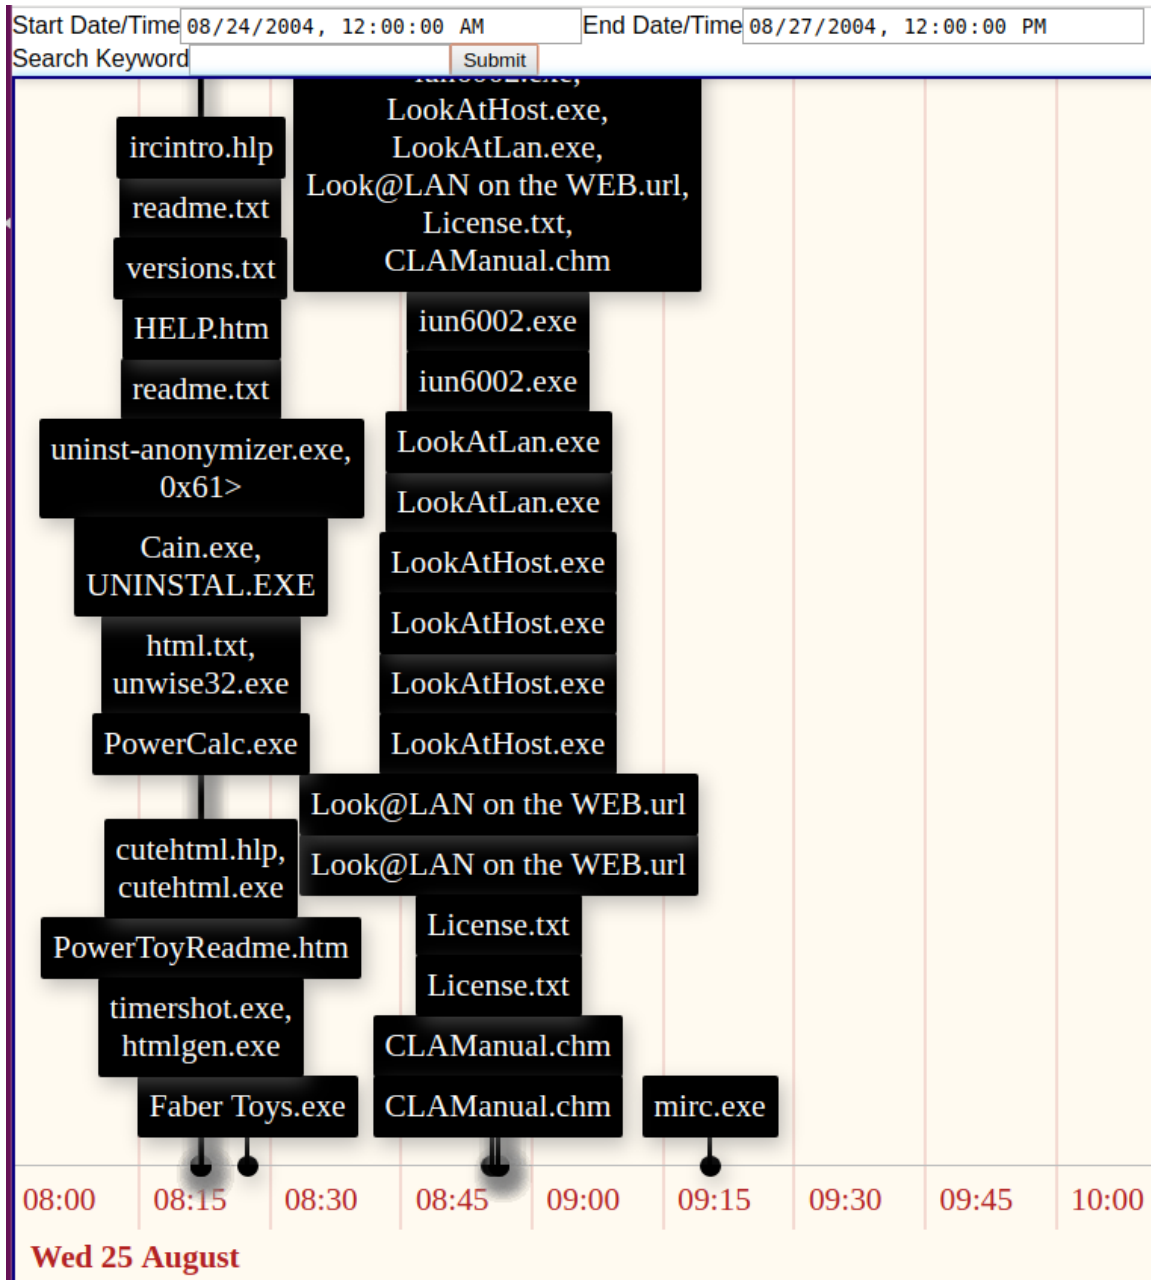 Start Date/Time 08/24/2004, 12:00:00 AM End Date/Time 08/27/2004, 12:00:00 PM
Search Keyword Submit
ircintro.hlp
readme.txt
versions.txt
HELP.htm
readme.txt
uninst-anonymizer.exe,
0x61>
Cain.exe,
UNINSTAL.EXE
html.txt,
unwise32.exe
PowerCalc.exe
cutehtml.hlp,
cutehtml.exe
PowerToyReadme.htm
timershot.exe,
htmlgen.exe
Faber Toys.exe
iun6002.exe,
LookAtHost.exe,
LookAtLan.exe,
Look@LAN on the WEB.url,
License.txt,
CLAManual.chm
iun6002.exe
iun6002.exe
LookAtLan.exe
LookAtLan.exe
LookAtHost.exe
LookAtHost.exe
LookAtHost.exe
LookAtHost.exe
Look@LAN on the WEB.url
Look@LAN on the WEB.url
License.txt
License.txt
CLAManual.chm
CLAManual.chm
mirc.exe
08:00 08:15 08:30 08:45 09:00 09:15 09:30 09:45 10:00
Wed 25 August